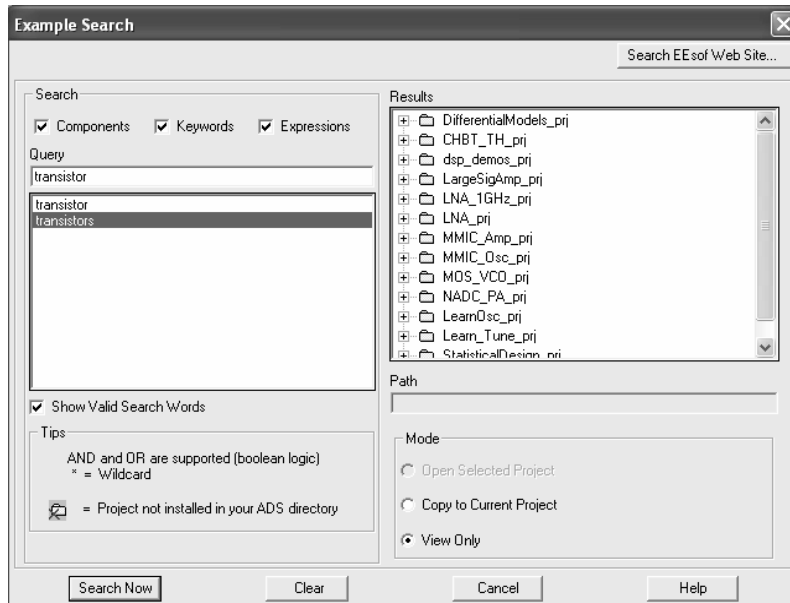 Example Search
Search EEsof Web Site...
Search
Components Keywords Expressions
Query
transistor
transistor
transistors
Show Valid Search Words
Tips
AND and OR are supported (boolean logic)
* = Wildcard
= Project not installed in your ADS directory
Results
DifferentialModels_prj
CHBT_TH_prj
dsp_demos_prj
LargeSigAmp_prj
LNA_1GHz_prj
LNA_prj
MMIC_Amp_prj
MMIC_Osc_prj
MOS_VCO_prj
NADC_PA_prj
LearnOsc_prj
Learn_Tune_prj
StatisticalDesign_prj
Path
Mode
Open Selected Project
Copy to Current Project
View Only
Search Now Clear Cancel Help